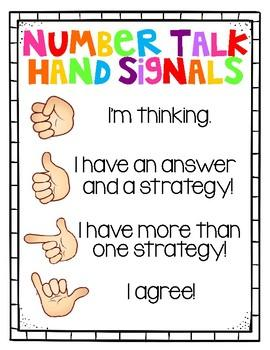 NUMBER TALK
HAND SiGNALS
I'm thinking.
I have an answer
and a strategy!
I have more than
one strategy!
I agree!